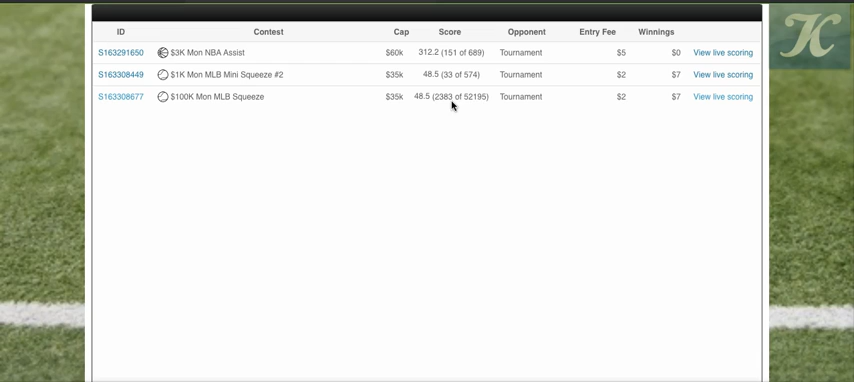 ID Contest Cap Score Opponent Entry Fee Winnings
S163291650 $3K Mon NBA Assist $60k 312.2 (151 of 689) Tournament $5 $0 View live scoring
S163308449 $1K Mon MLB Mini Squeeze #2 $35k 48.5 (33 of 574) Tournament $2 $7 View live scoring
S163308677 $100K Mon MLB Squeeze $35k 48.5 (2383 of 52195) Tournament $2 $7 View live scoring
K